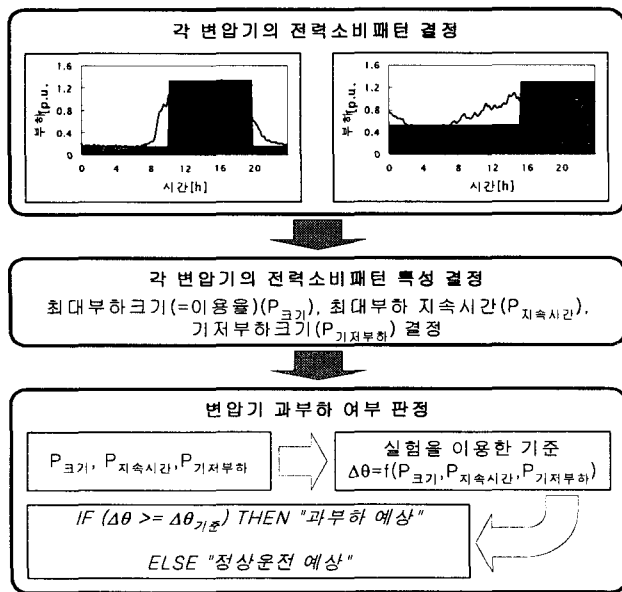 각 변압기의 전력소비패턴 결정
부하[p.u.
1.6
1.2
0.8
0.4
0
0 4 8 12 16 20
시간[h]
부하[p.u.
1.6
1.2
0.8
0.4
0
0 4 8 12 16 20
시간[h]
각 변압기의 전력소비패턴 특성 결정
최대부하크기(=이용율)(P크기), 최대부하 지속시간(P지속시간),
기저부하크기(P기저부하) 결정
변압기 과부하 여부 판정
P크기, P지속시간,P기저부하
실험을 이용한 기준
Δθ=f(P크기,P지속시간,P기저부하)
IF (Δθ >= Δθ기준) THEN "과부하 예상"
ELSE "정상운전 예상"